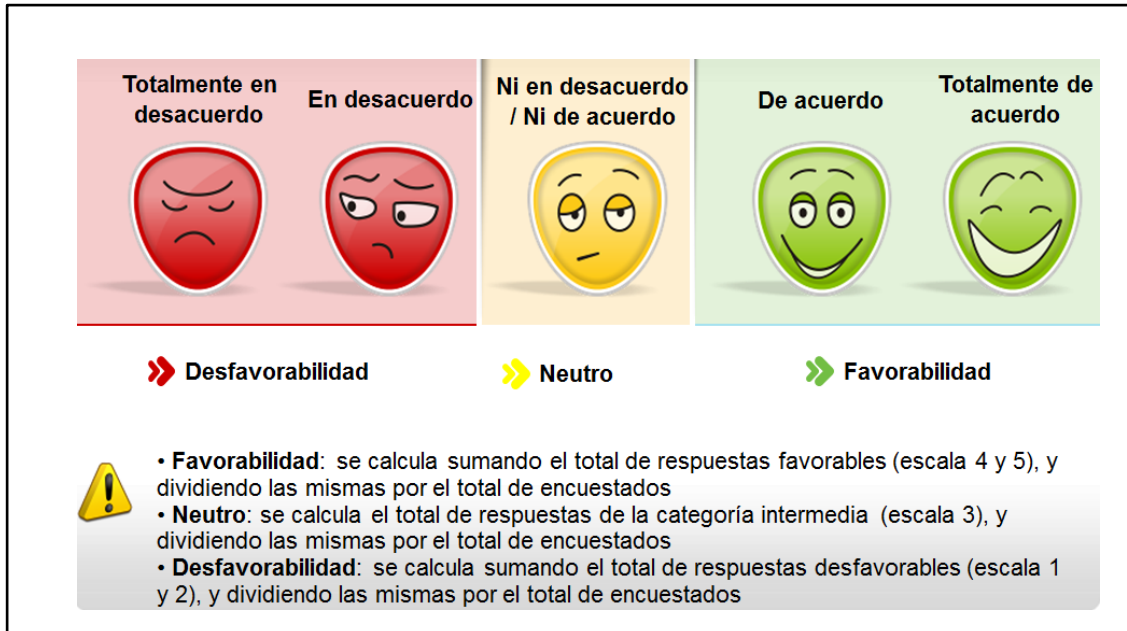 Totalmente en
desacuerdo
En desacuerdo
Ni en desacuerdo
/ Ni de acuerdo
De acuerdo
Totalmente de
acuerdo
Desfavorabilidad
Neutro
Favorabilidad
• Favorabilidad: se calcula sumando el total de respuestas favorables (escala 4 y 5), y
dividiendo las mismas por el total de encuestados
• Neutro: se calcula el total de respuestas de la categoría intermedia (escala 3), y
dividiendo las mismas por el total de encuestados
• Desfavorabilidad: se calcula sumando el total de respuestas desfavorables (escala 1
y 2), y dividiendo las mismas por el total de encuestados